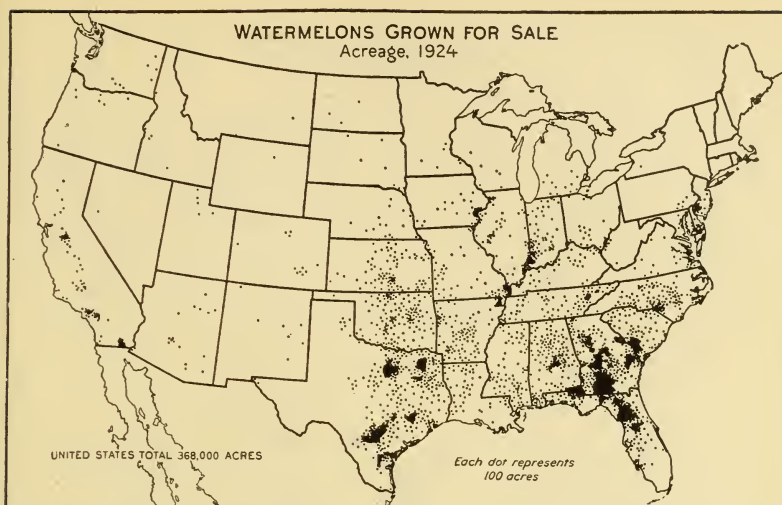 WATERMELONS GROWN FOR SALE
Acreage, 1924
UNITED STATES TOTAL 368,000 ACRES
Each dot represents
100 acres